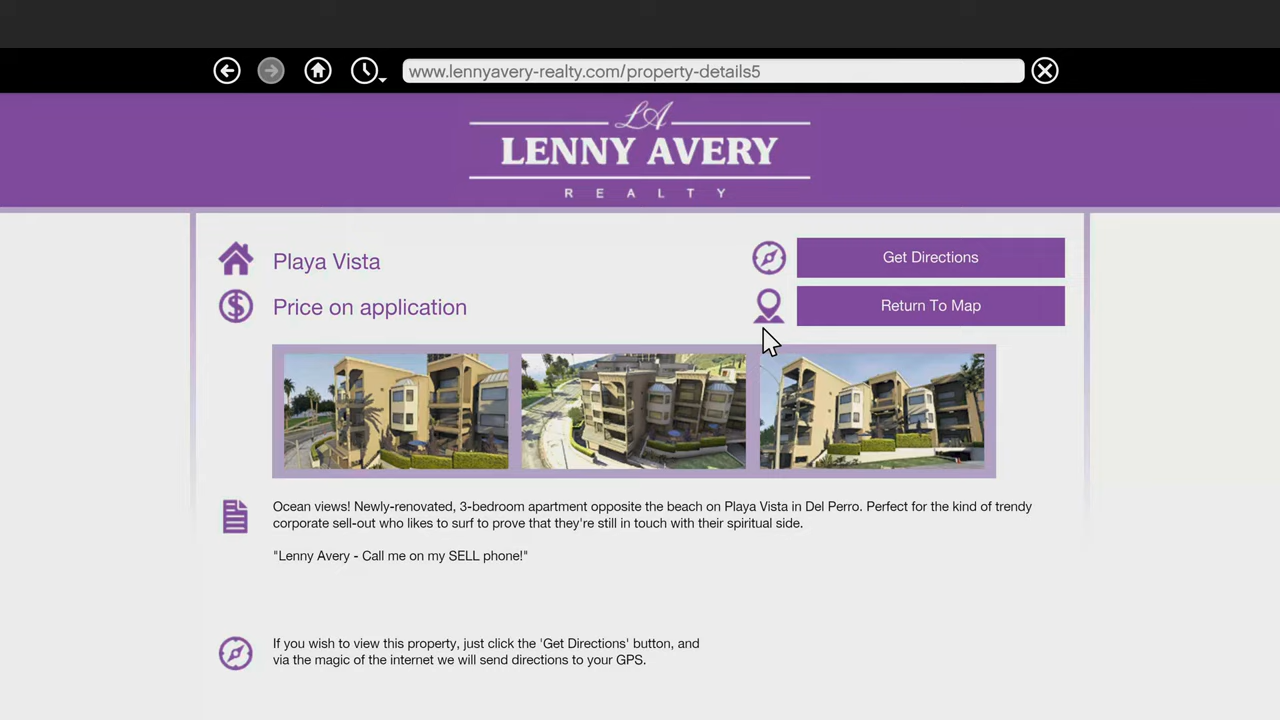 www.lennyavery-realty.com/property-details5
LA
LENNY AVERY
REALTY
Playa Vista
Get Directions
Price on application
Return To Map
Ocean views! Newly-renovated, 3-bedroom apartment opposite the beach on Playa Vista in Del Perro. Perfect for the kind of trendy
corporate sell-out who likes to surf to prove that they're still in touch with their spiritual side.
"Lenny Avery - Call me on my SELL phone!"
If you wish to view this property, just click the 'Get Directions' button, and
via the magic of the internet we will send directions to your GPS.